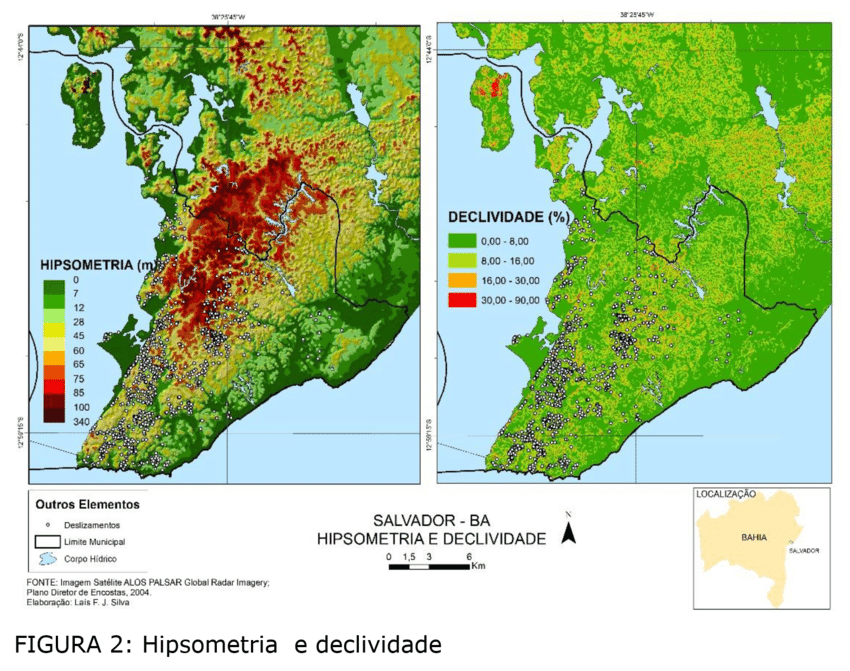 38°25'45"W
38°25'45"W
12°44'0"S
12°44'0"S
HIPSOMETRIA (m)
0
7
12
28
45
60
65
75
85
100
340
DECLIVIDADE (%)
0,00 - 8,00
8,00 - 16,00
16,00 - 30,00
30,00 - 90,00
12°59'15"S
12°59'15"S
Outros Elementos
Deslizamentos
Limite Municipal
Corpo Hídrico
SALVADOR - BA
HIPSOMETRIA E DECLIVIDADE
N
0 1,5 3 6
Km
LOCALIZAÇÃO
BAHIA
SALVADOR
FONTE: Imagem Satélite ALOS PALSAR Global Radar Imagery;
Plano Diretor de Encostas, 2004.
Elaboração: Laís F. J. Silva
FIGURA 2: Hipsometria e declividade